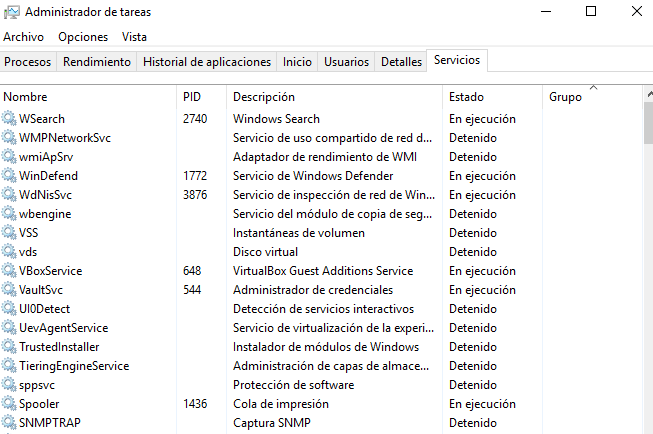 Administrador de tareas
Archivo Opciones Vista
Procesos Rendimiento Historial de aplicaciones Inicio Usuarios Detalles Servicios
Nombre PID Descripción Estado Grupo
WSearch 2740 Windows Search En ejecución
WMPNetworkSvc Servicio de uso compartido de red d... Detenido
wmiApSrv Adaptador de rendimiento de WMI Detenido
WinDefend 1772 Servicio de Windows Defender En ejecución
WdNisSvc 3876 Servicio de inspección de red de Win... En ejecución
wbengine Servicio del módulo de copia de seg... Detenido
VSS Instantáneas de volumen Detenido
vds Disco virtual Detenido
VBoxService 648 VirtualBox Guest Additions Service En ejecución
VaultSvc 544 Administrador de credenciales En ejecución
UI0Detect Detección de servicios interactivos Detenido
UevAgentService Servicio de virtualización de la experi... Detenido
TrustedInstaller Instalador de módulos de Windows Detenido
TieringEngineService Administración de capas de almace... Detenido
sppsvc Protección de software Detenido
Spooler 1436 Cola de impresión En ejecución
SNMPTRAP Captura SNMP Detenido